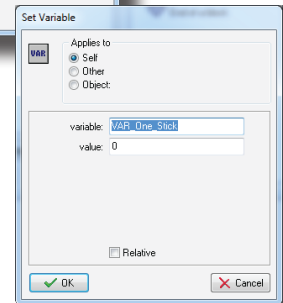 Set Variable
VAR
Applies to
Self
Other
Object:
variable: VAR_One_Stick
value: 0
Relative
OK
Cancel